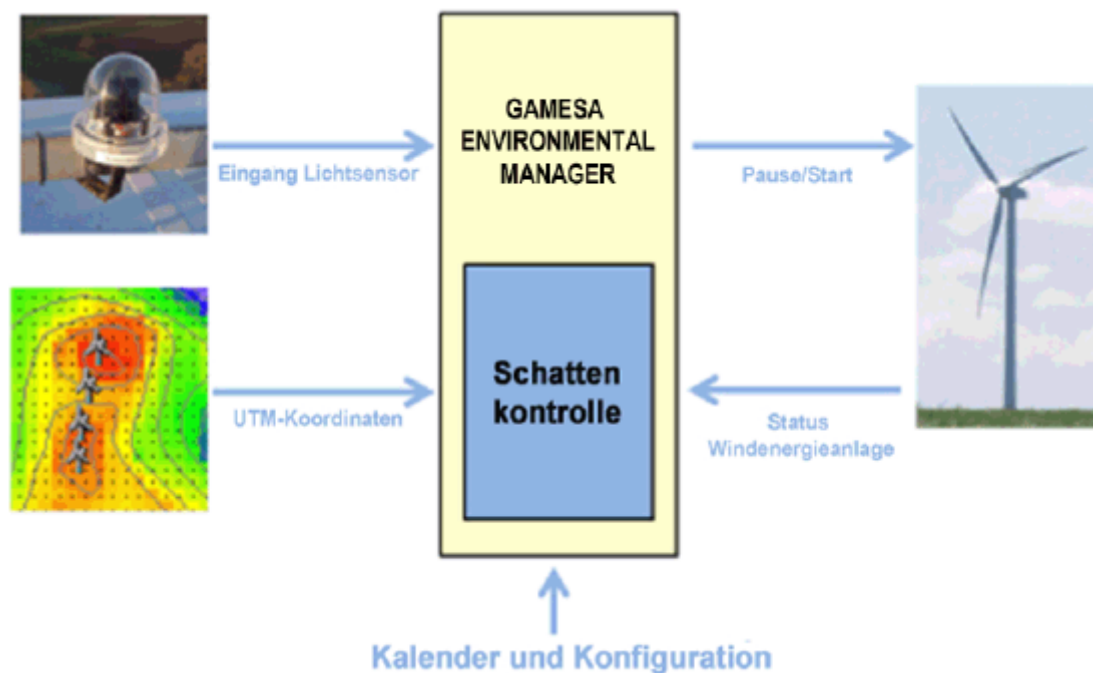 GAMESA
ENVIRONMENTAL
MANAGER
Eingang Lichtsensor
Pause/Start
Schatten
kontrolle
UTM-Koordinaten
Status
Windenergieanlage
Kalender und Konfiguration